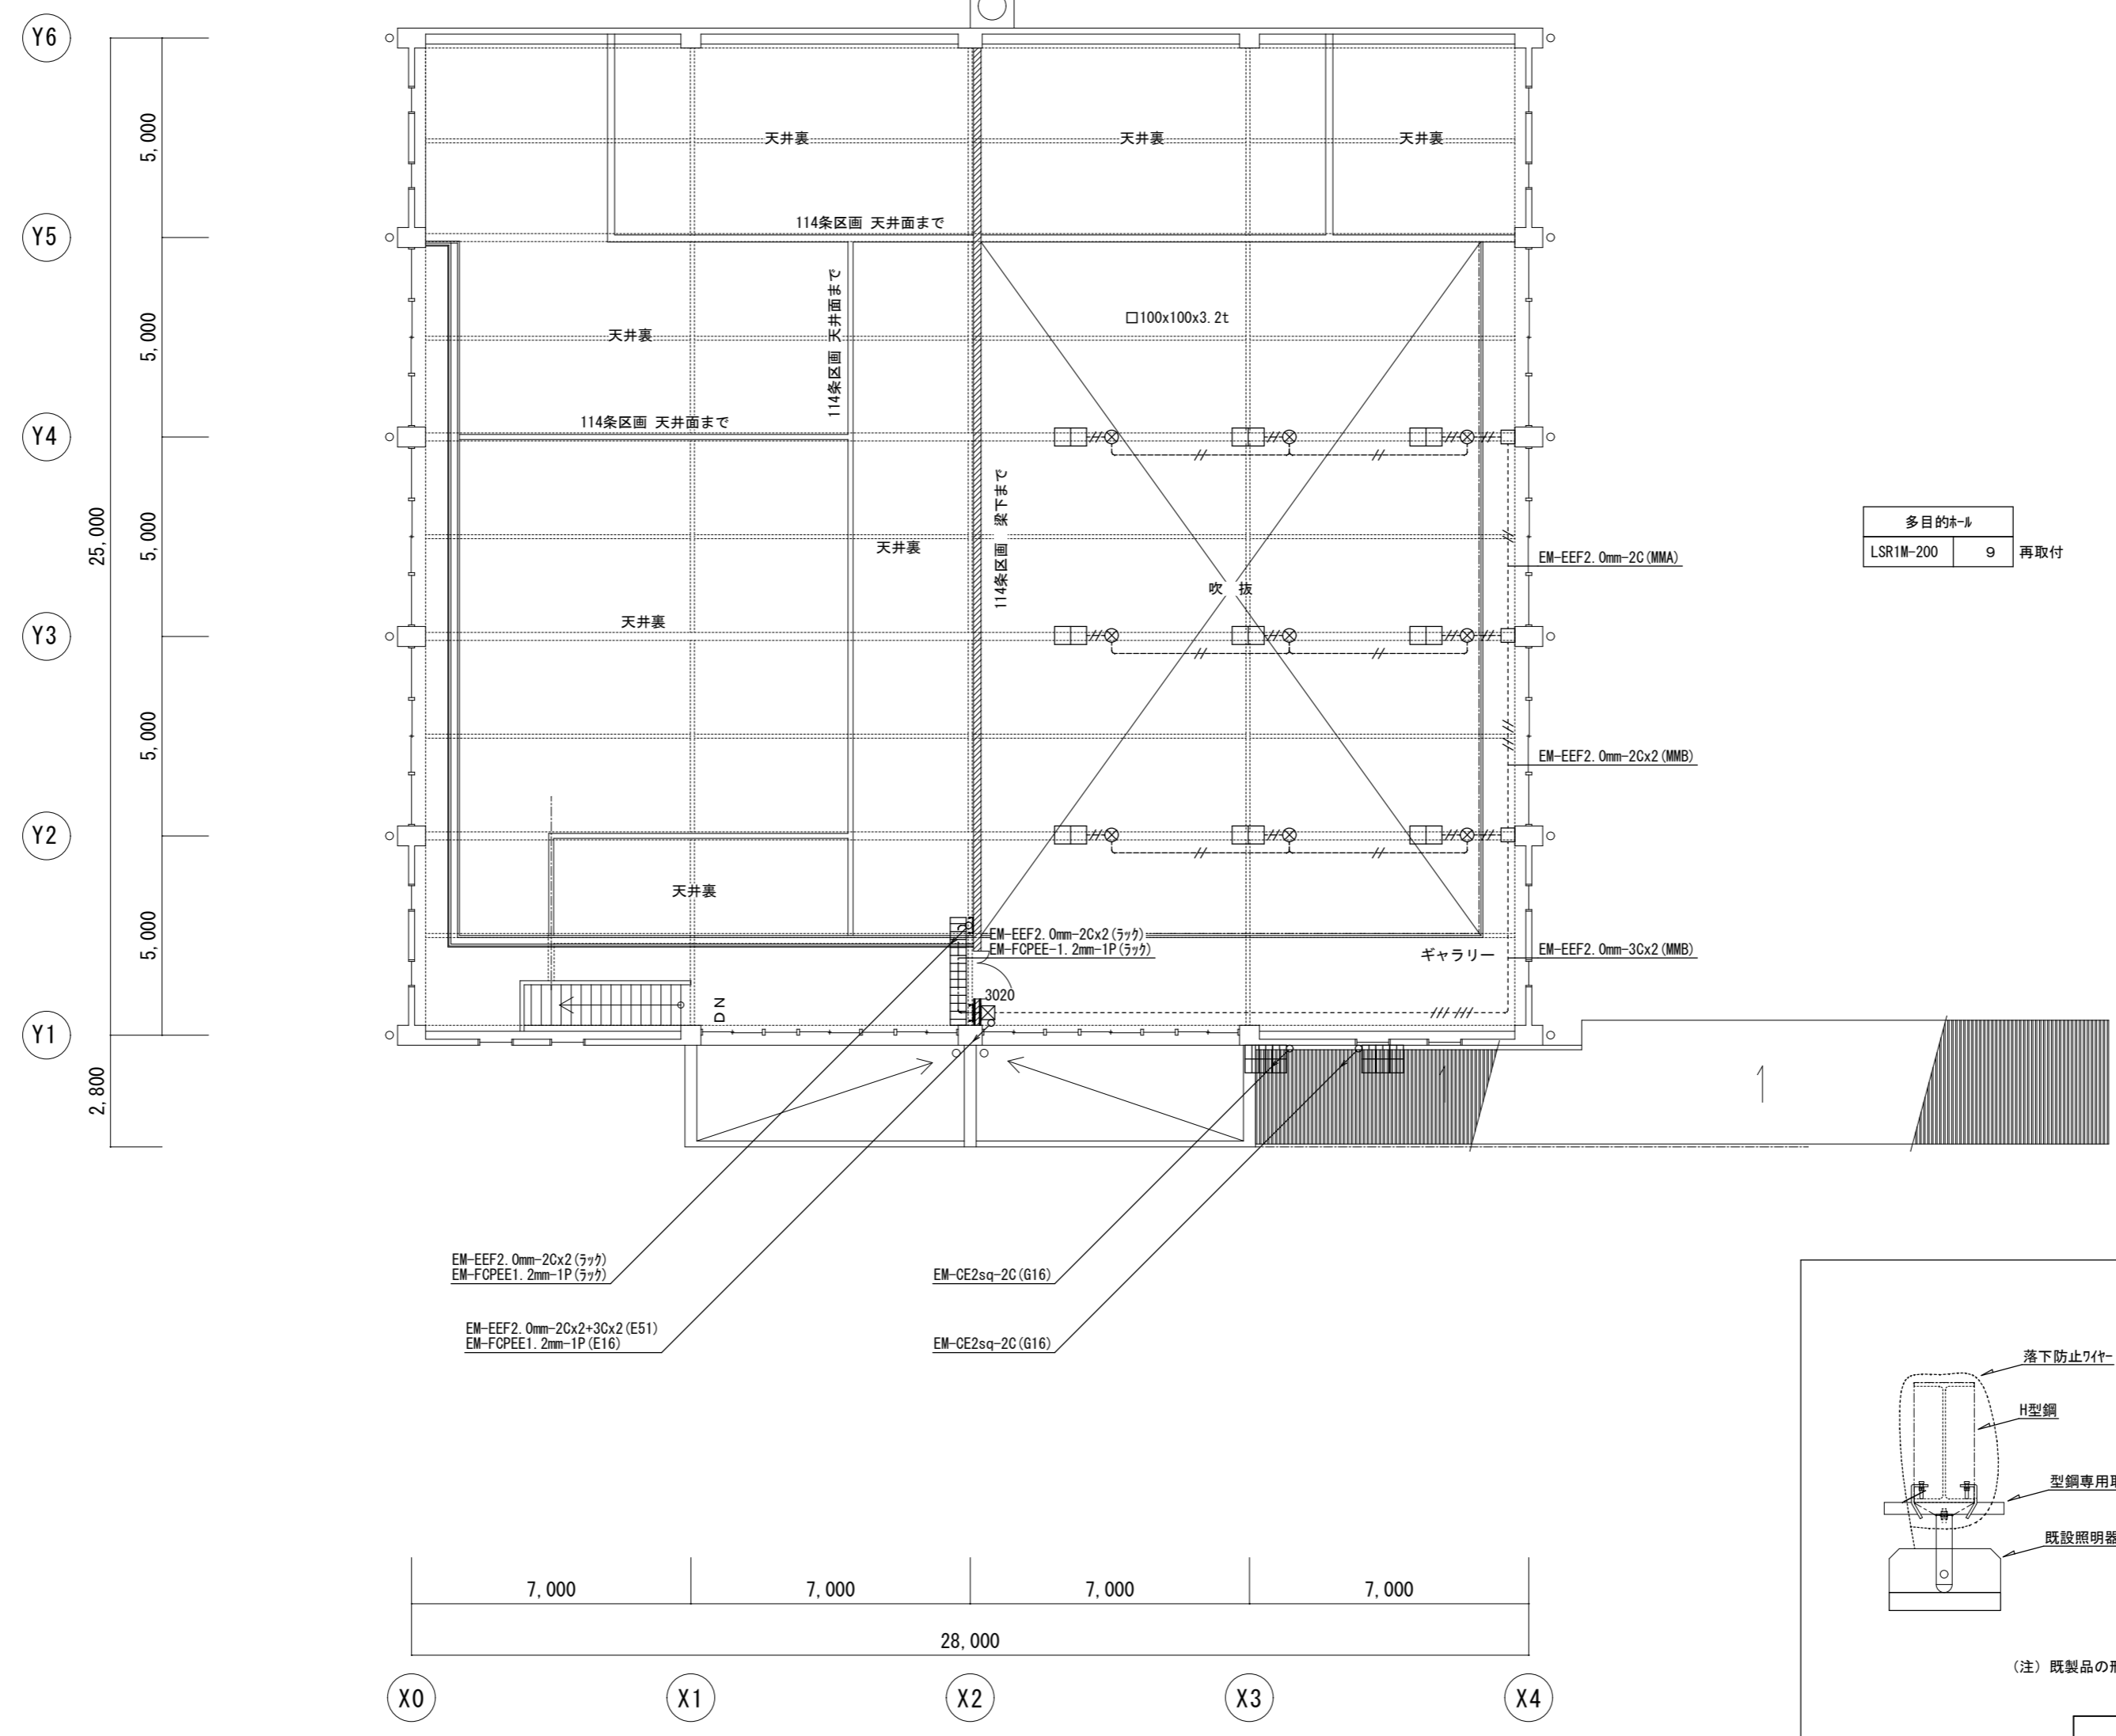 Y6
5,000
天井裏
天井裏
天井裏
114条区画 天井面まで
Y5
114条区画 天井面まで
5,000
天井裏
□100x100x3.2t
114条区画 天井面まで
Y4
25,000
5,000
天井裏
114条区画 梁下まで
EM-EEF2.0mm-2C(MMA)
多目的ホール
LSR1M-200 9 再取付
吹 抜
天井裏
Y3
5,000
EM-EEF2.0mm-2Cx2(MMB)
Y2
天井裏
5,000
EM-EEF2.0mm-2Cx2(ラック)
EM-FCPEE-1.2mm-1P(ラック)
ギャラリー
EM-EEF2.0mm-3Cx2(MMB)
3020
DN
Y1
2,800
EM-EEF2.0mm-2Cx2(ラック)
EM-FCPEE1.2mm-1P(ラック)
EM-CE2sq-2C(G16)
EM-EEF2.0mm-2Cx2+3Cx2(E51)
EM-FCPEE1.2mm-1P(E16)
EM-CE2sq-2C(G16)
落下防止ワイヤー
H型鋼
型鋼専用取
既設照明器
(注) 既製品の形
7,000
7,000
7,000
7,000
28,000
X0
X1
X2
X3
X4